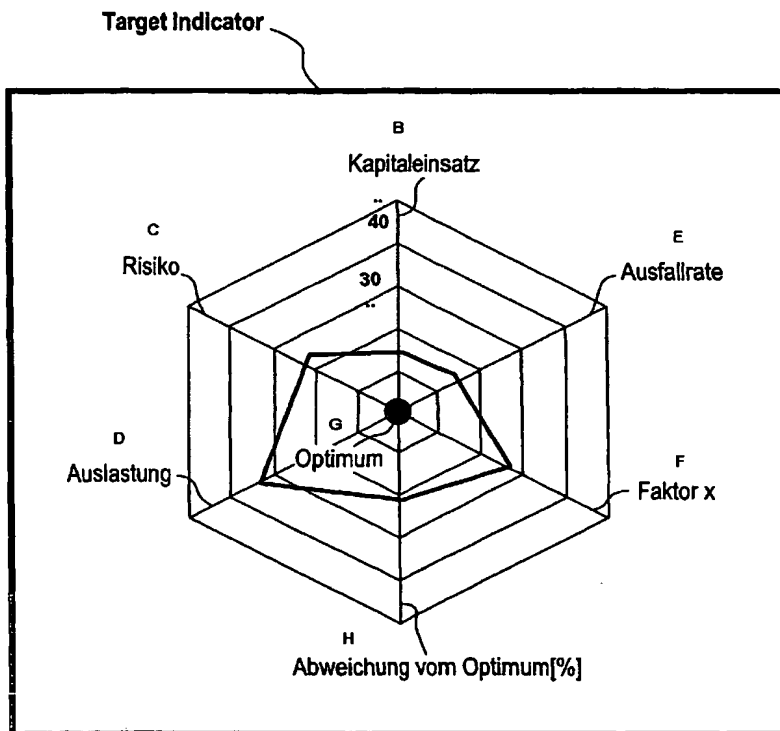 Target Indicator
B
Kapitaleinsatz
..
40
C
Risiko
E
Ausfallrate
30
..
G
Optimum
D
Auslastung
F
Faktor x
H
Abweichung vom Optimum[%]